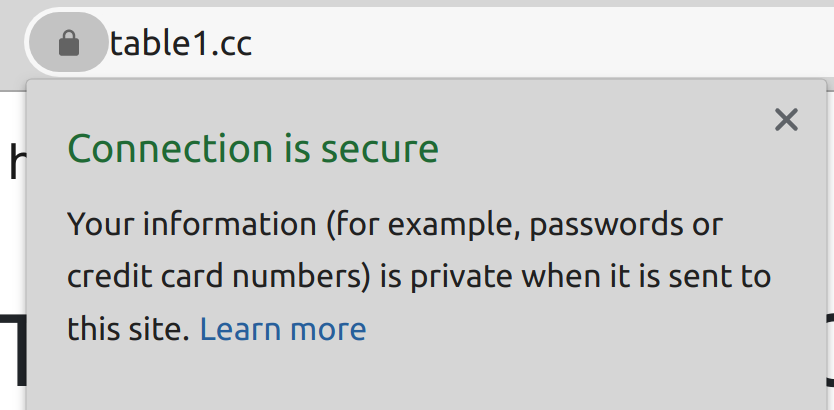 table1.cc
Connection is secure
Your information (for example, passwords or
credit card numbers) is private when it is sent to
this site. Learn more